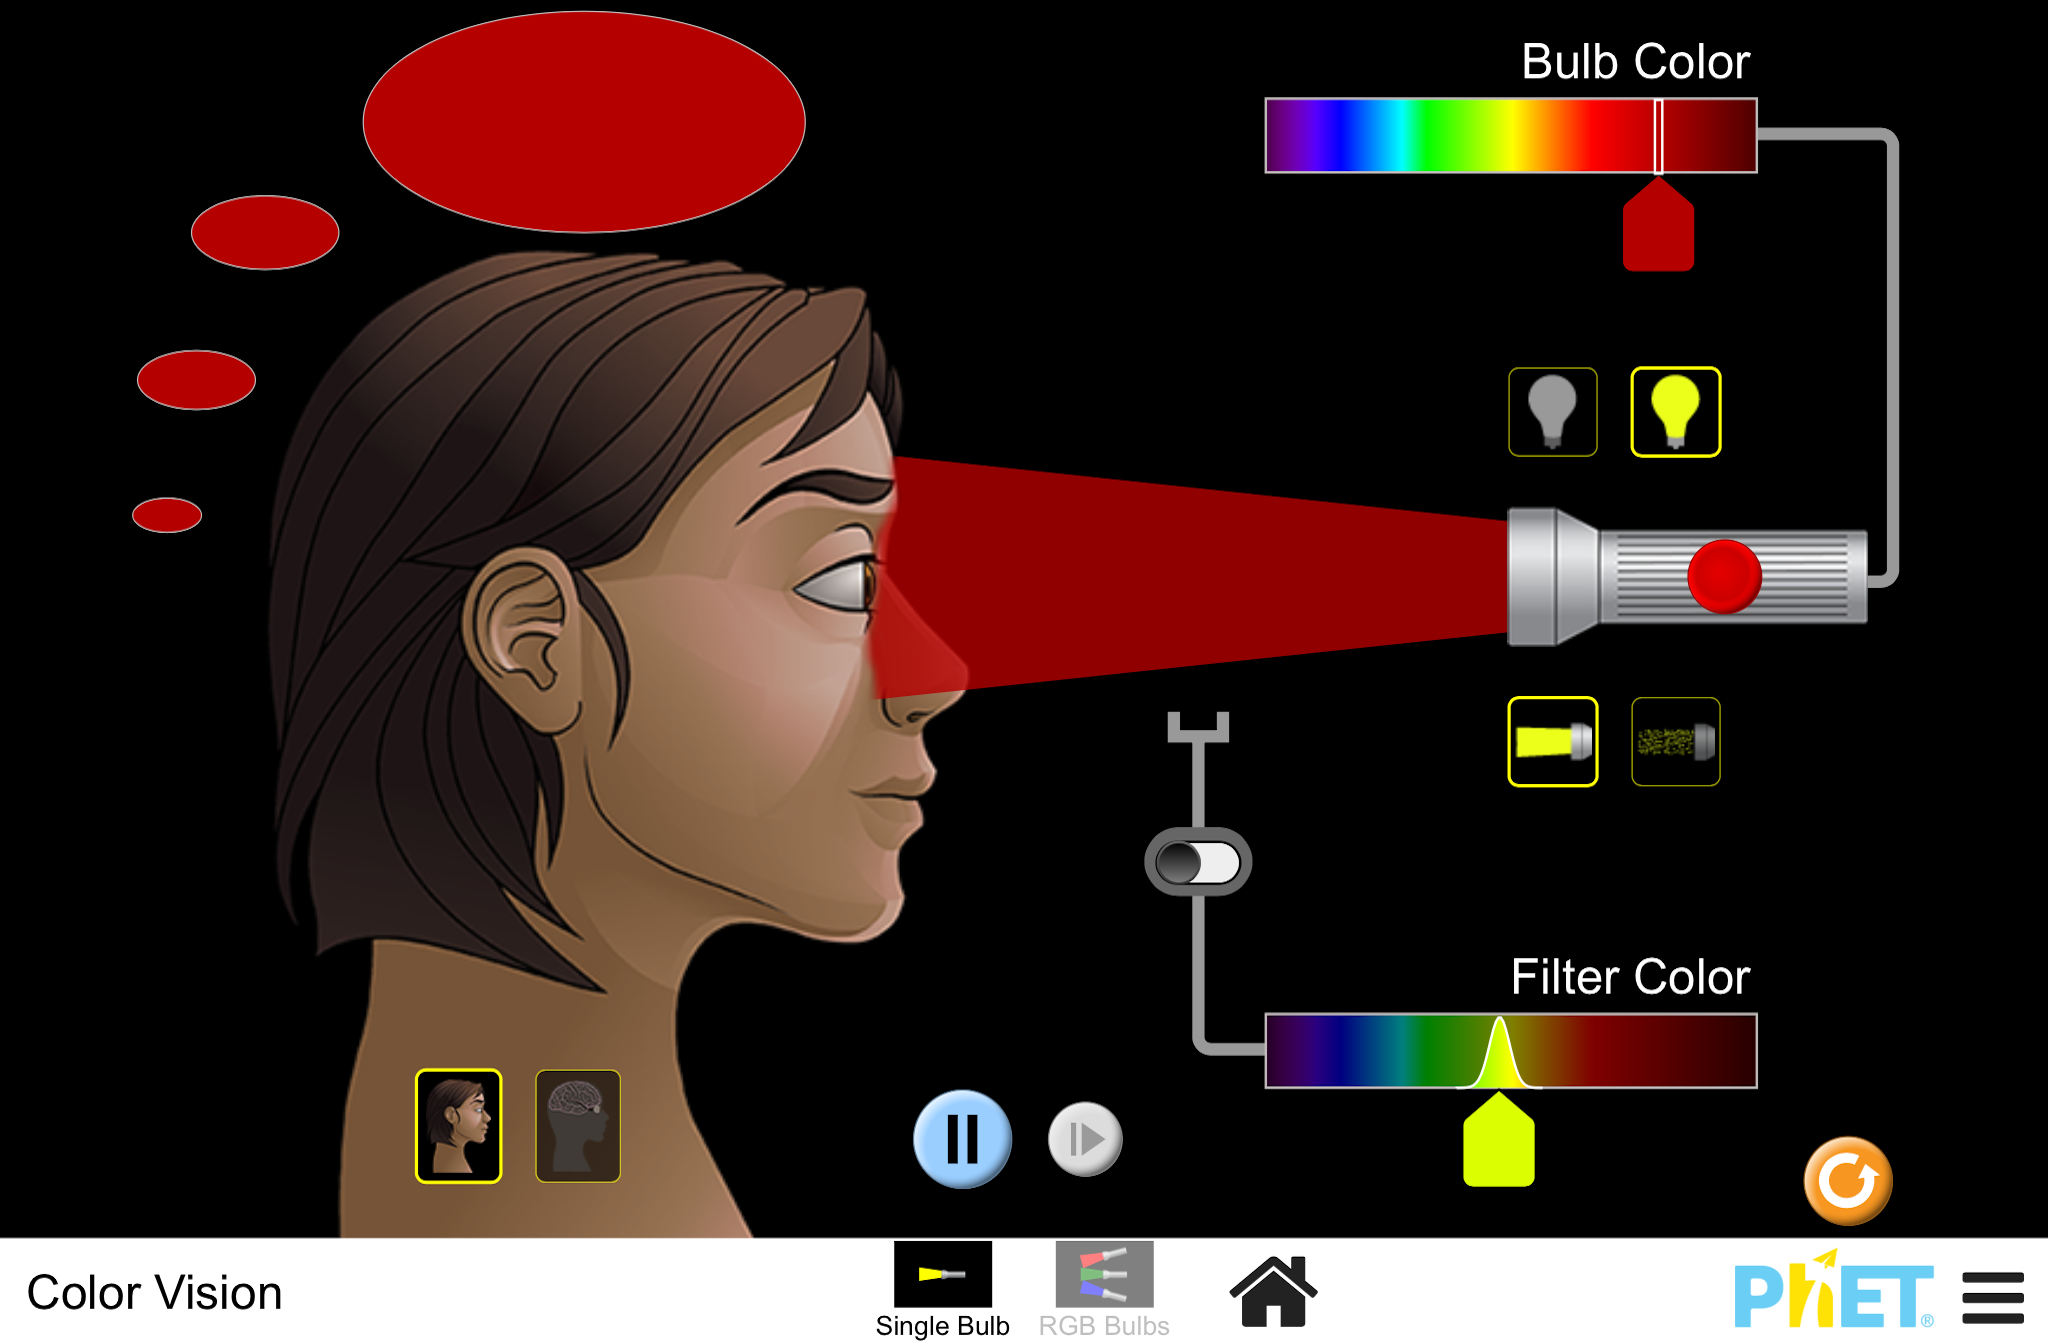 Bulb Color
Filter Color
Color Vision
Single Bulb
RGB Bulbs
PhET®